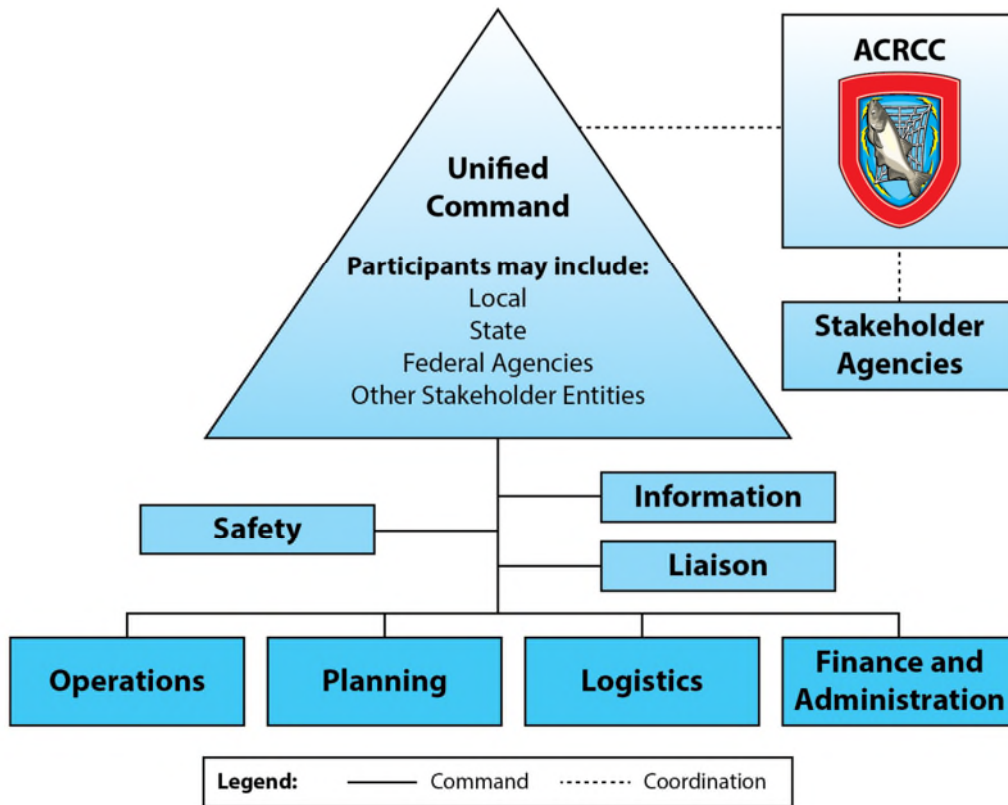 ACRCC
Unified
Command
Participants may include:
Local
State
Federal Agencies
Other Stakeholder Entities
Stakeholder
Agencies
Information
Safety
Liaison
Operations
Planning
Logistics
Finance and
Administration
Legend: Command Coordination